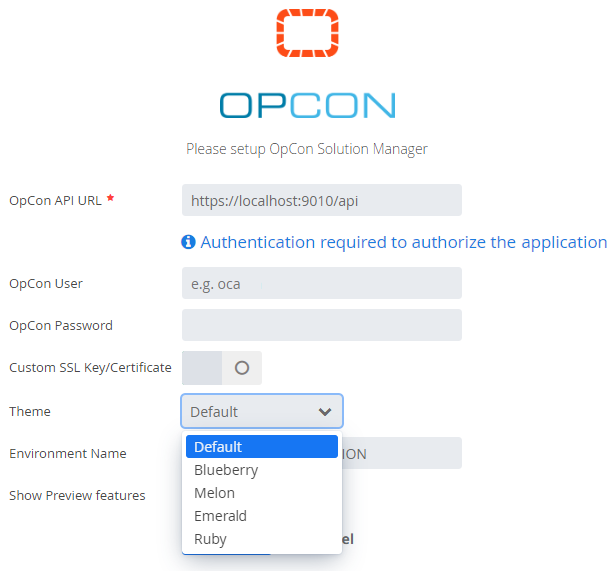 OPCON
Please setup OpCon Solution Manager
OpCon API URL *
https://localhost:9010/api
Authentication required to authorize the application
OpCon User
e.g. oca
OpCon Password
Custom SSL Key/Certificate
Theme
Default
Default
Environment Name
ION
Blueberry
Melon
Show Preview features
Emerald
Ruby
el